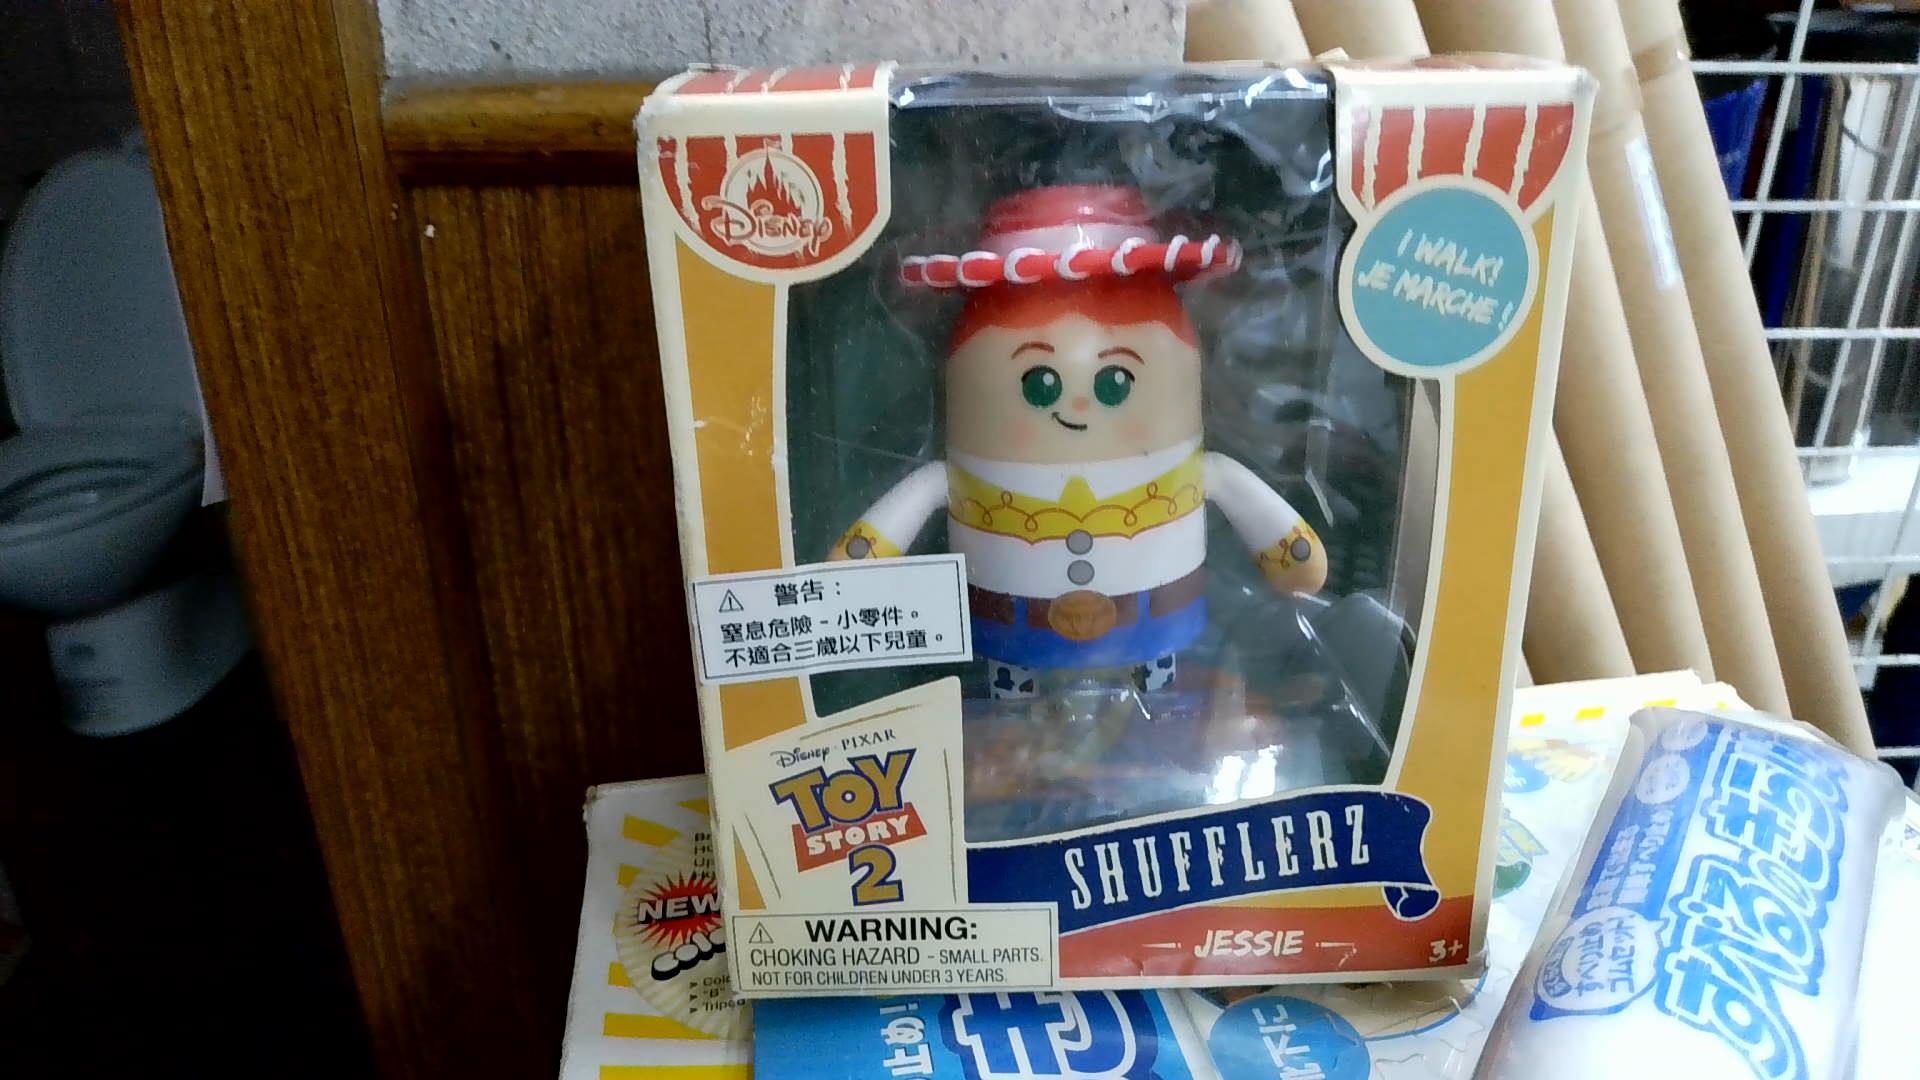 Disney
I WALK!
JE MARCHE!
警告：
窒息危險－小零件。
不適合三歲以下兒童。
Disney · PIXAR
TOY
STORY
2
SHUFFLERZ
WARNING:
CHOKING HAZARD - SMALL PARTS.
NOT FOR CHILDREN UNDER 3 YEARS.
JESSIE
3+
NEW